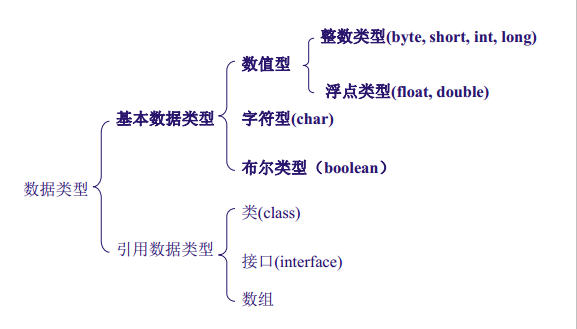 整数类型(byte, short, int, long)
数值型
浮点类型(float, double)
基本数据类型
字符型(char)
布尔类型（boolean）
数据类型
类(class)
引用数据类型
接口(interface)
数组